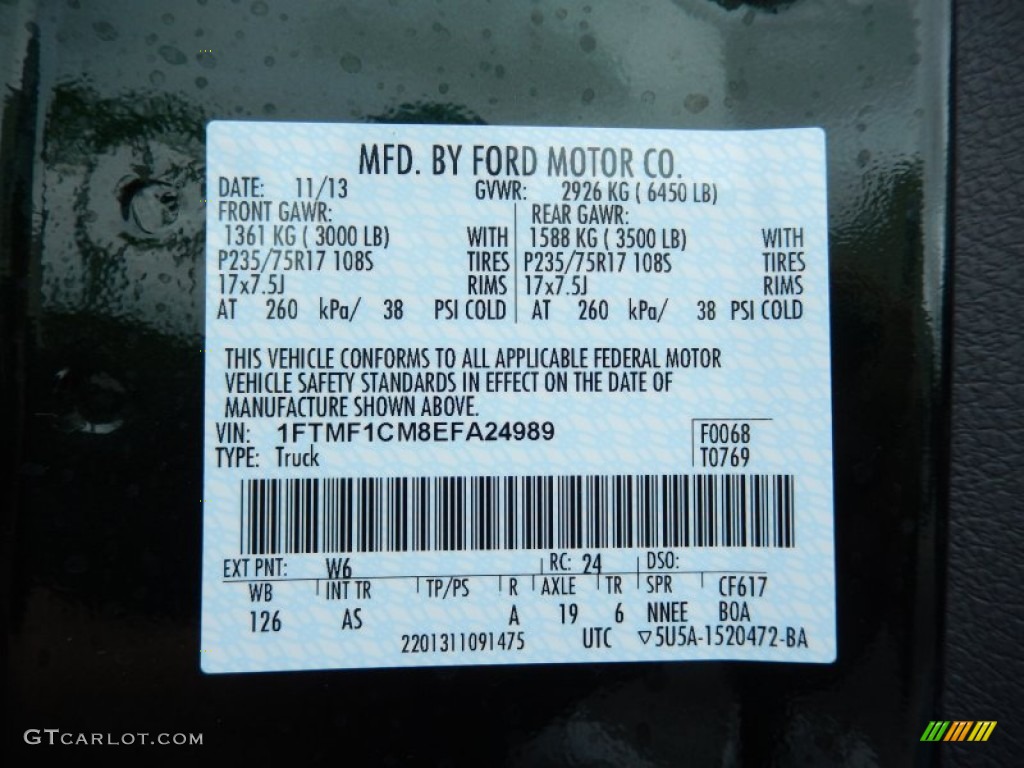 MFD. BY FORD MOTOR CO.
DATE: 11/13 GVWR: 2926 KG ( 6450 LB)
FRONT GAWR: REAR GAWR:
1361 KG ( 3000 LB) WITH 1588 KG ( 3500 LB) WITH
P235/75R17 108S TIRES P235/75R17 108S TIRES
17x7.5J RIMS 17x7.5J RIMS
AT 260 kPa/ 38 PSI COLD AT 260 kPa/ 38 PSI COLD
THIS VEHICLE CONFORMS TO ALL APPLICABLE FEDERAL MOTOR
VEHICLE SAFETY STANDARDS IN EFFECT ON THE DATE OF
MANUFACTURE SHOWN ABOVE.
VIN: 1FTMF1CM8EFA24989 F0068
TYPE: Truck T0769
EXT PNT: W6 RC: 24 DSO:
WB INT TR TP/PS R AXLE TR SPR CF617
126 AS A 19 6 NNEE BOA
2201311091475 UTC ▽5U5A-1520472-BA
GTCARLOT.COM